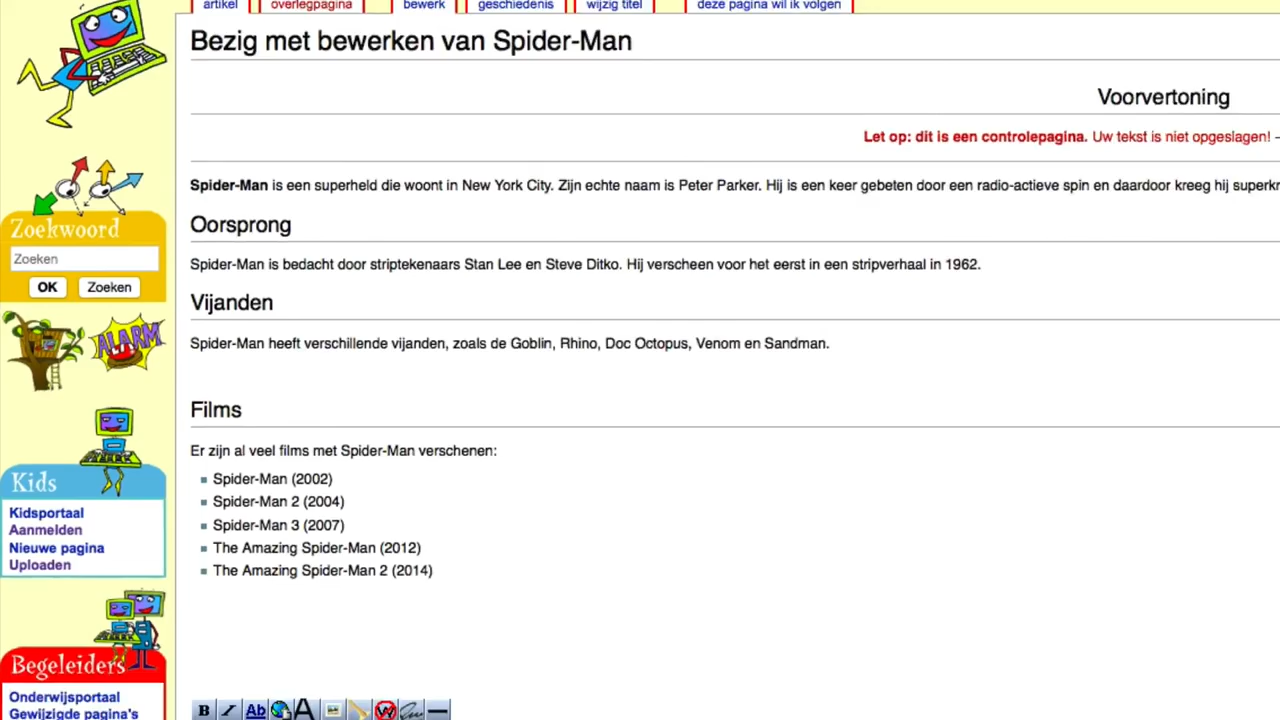 artikel overlegpagina bewerk geschiedenis wijzig titel deze pagina wil ik volgen
Bezig met bewerken van Spider-Man
Voorvertoning
Let op: dit is een controlepagina. Uw tekst is niet opgeslagen! -
Spider-Man is een superheld die woont in New York City. Zijn echte naam is Peter Parker. Hij is een keer gebeten door een radio-actieve spin en daardoor kreeg hij superkr
Oorsprong
Spider-Man is bedacht door striptekenaars Stan Lee en Steve Ditko. Hij verscheen voor het eerst in een stripverhaal in 1962.
Vijanden
Spider-Man heeft verschillende vijanden, zoals de Goblin, Rhino, Doc Octopus, Venom en Sandman.
Films
Er zijn al veel films met Spider-Man verschenen:
Spider-Man (2002)
Spider-Man 2 (2004)
Spider-Man 3 (2007)
The Amazing Spider-Man (2012)
The Amazing Spider-Man 2 (2014)
B I Ab A W
Zoekwoord
Zoeken
OK Zoeken
ALARM
Kids
Kidsportaal
Aanmelden
Nieuwe pagina
Uploaden
Begeleiders
Onderwijsportaal
Gewijzigde pagina's